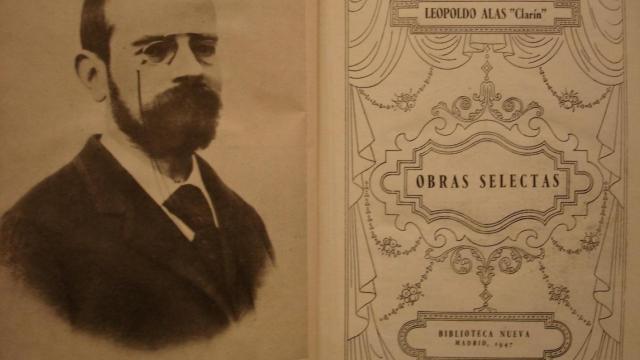 LEOPOLDO ALAS "Clarín"
OBRAS SELECTAS
BIBLIOTECA NUEVA
MADRID, 1947